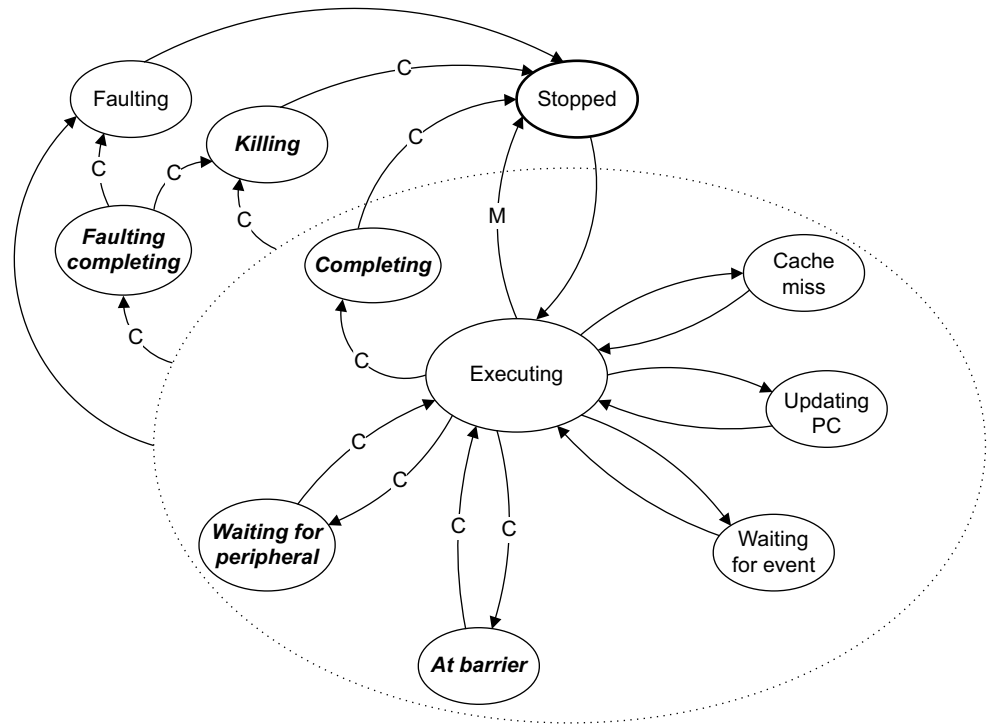 C
Faulting
Stopped
C
Killing
C
C
M
C
Faulting
completing
Completing
Cache
miss
C
C
Executing
Updating
PC
C
C
C
C
Waiting for
peripheral
Waiting
for event
At barrier